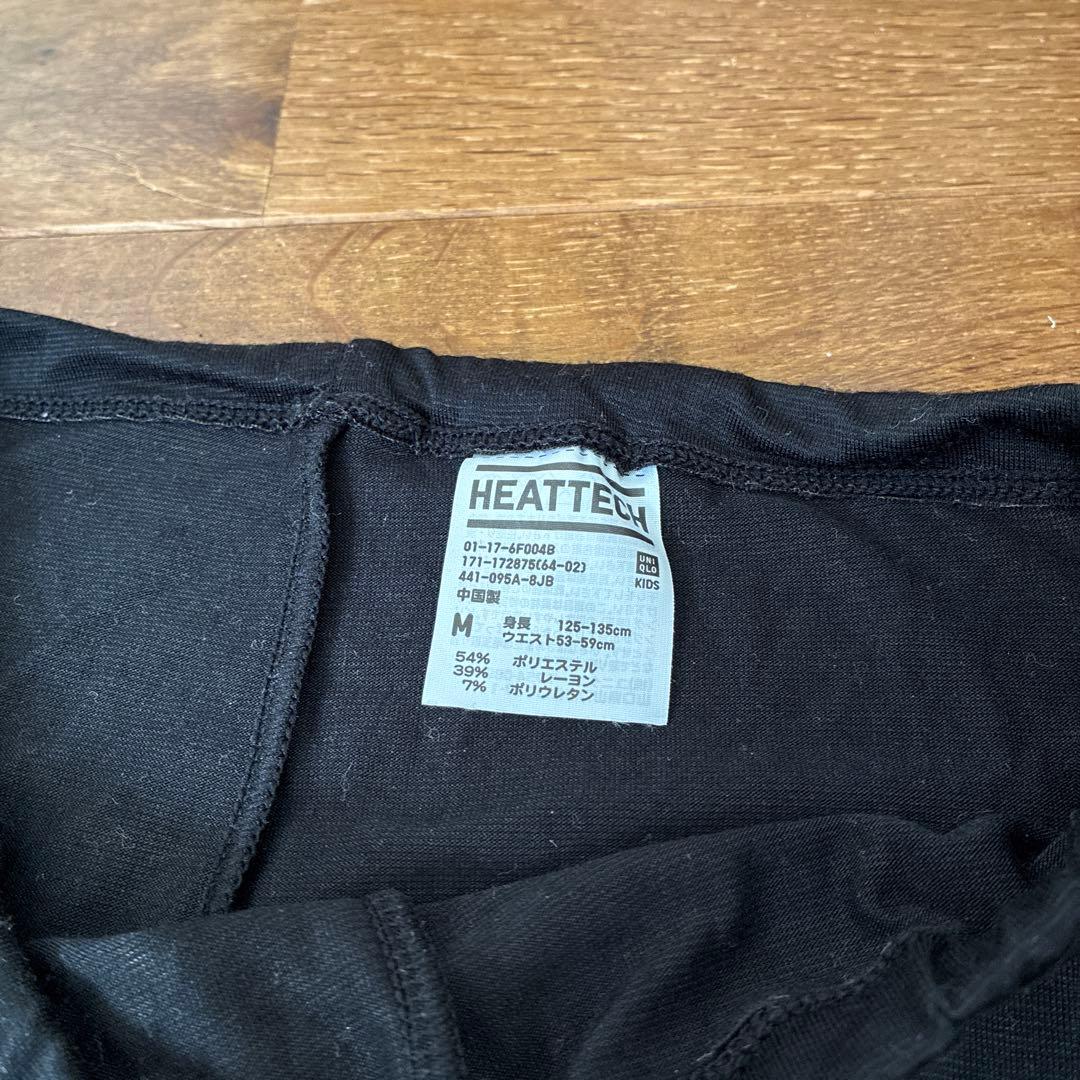 HEATTECH
01-17-6F004B
171-172875(64-02)
441-095A-8JB
中国製
UNI
QLO
KIDS
M 身長 125-135cm
ウエスト53-59cm
54% ポリエステル
39% レーヨン
7% ポリウレタン